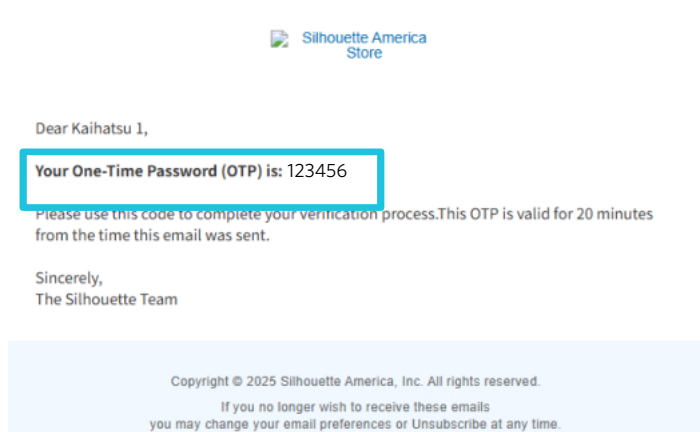 Silhouette America
Store
Dear Kaihatsu 1,
Your One-Time Password (OTP) is: 123456
Please use this code to complete your verification process.This OTP is valid for 20 minutes
from the time this email was sent.
Sincerely,
The Silhouette Team
Copyright © 2025 Silhouette America, Inc. All rights reserved.
If you no longer wish to receive these emails
you may change your email preferences or Unsubscribe at any time.